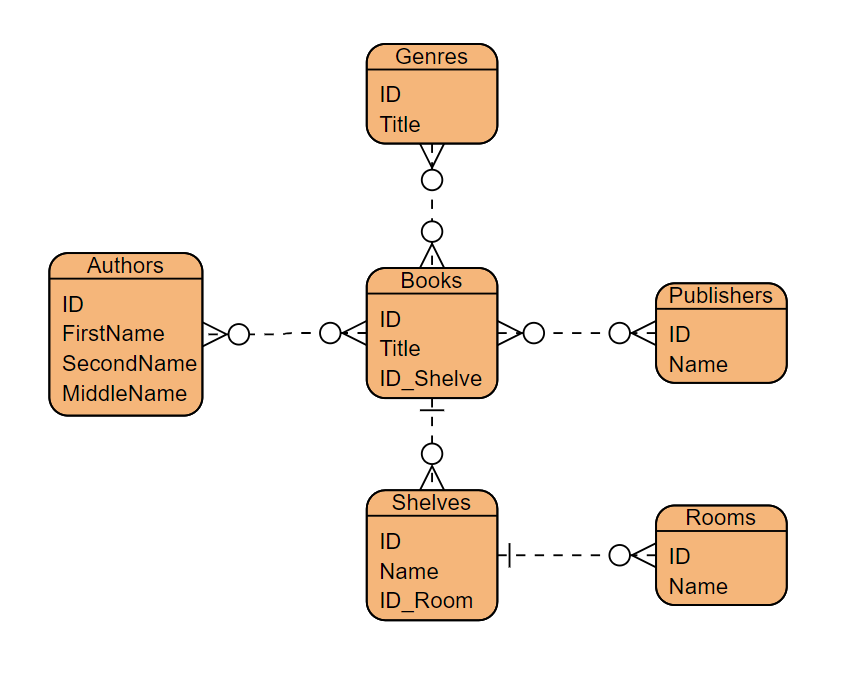 Genres
ID
Title
Authors
ID
FirstName
SecondName
MiddleName
Books
ID
Title
ID_Shelve
Publishers
ID
Name
Shelves
ID
Name
ID_Room
Rooms
ID
Name